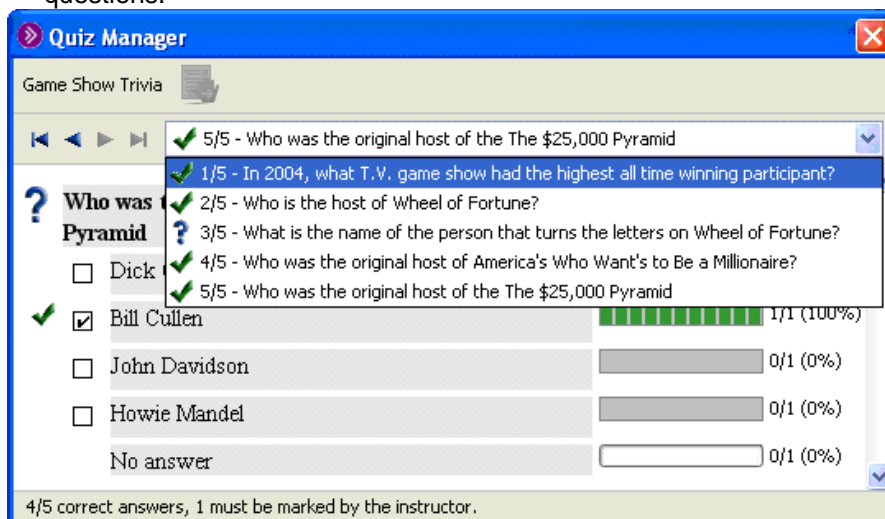 questions.
Quiz Manager
Game Show Trivia
5/5 - Who was the original host of the The $25,000 Pyramid
1/5 - In 2004, what T.V. game show had the highest all time winning participant?
2/5 - Who is the host of Wheel of Fortune?
3/5 - What is the name of the person that turns the letters on Wheel of Fortune?
4/5 - Who was the original host of America's Who Want's to Be a Millionaire?
5/5 - Who was the original host of the The $25,000 Pyramid
Who was
Pyramid
Dick
Bill Cullen 1/1 (100%)
John Davidson 0/1 (0%)
Howie Mandel 0/1 (0%)
No answer 0/1 (0%)
4/5 correct answers, 1 must be marked by the instructor.